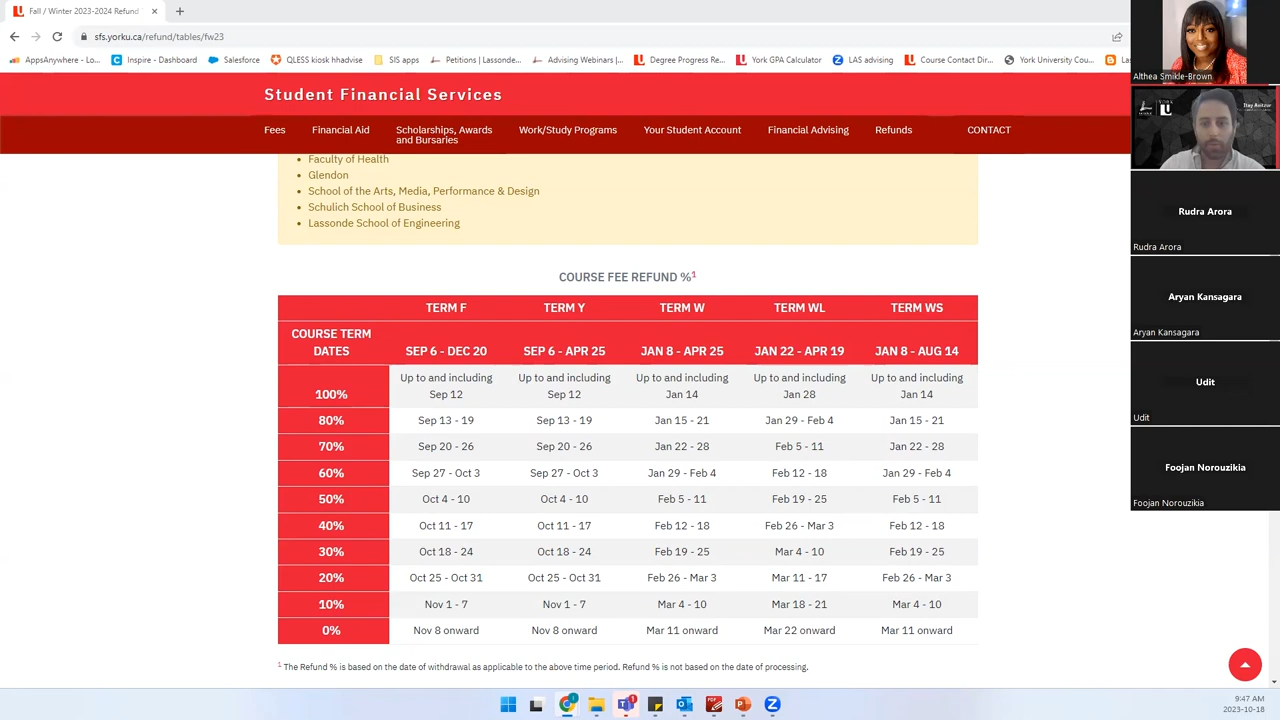 Fall / Winter 2023-2024 Refund
sfs.yorku.ca/refund/tables/fw23
AppsAnywhere - Lo...
Inspire - Dashboard
Salesforce
QLESS kiosk hhadvise
SIS apps
Petitions | Lassonde...
Advising Webinars |...
Degree Progress Re...
York GPA Calculator
LAS advising
Course Contact Dir...
York University Cou...
Las
Student Financial Services
Fees
Financial Aid
Scholarships, Awards
and Bursaries
Work/Study Programs
Your Student Account
Financial Advising
Refunds
CONTACT
Faculty of Health
Glendon
School of the Arts, Media, Performance & Design
Schulich School of Business
Lassonde School of Engineering
COURSE FEE REFUND %1
TERM F TERM Y TERM W TERM WL TERM WS
COURSE TERM
DATES SEP 6 - DEC 20 SEP 6 - APR 25 JAN 8 - APR 25 JAN 22 - APR 19 JAN 8 - AUG 14
Up to and including Up to and including Up to and including Up to and including Up to and including
100% Sep 12 Sep 12 Jan 14 Jan 28 Jan 14
80% Sep 13 - 19 Sep 13 - 19 Jan 15 - 21 Jan 29 - Feb 4 Jan 15 - 21
70% Sep 20 - 26 Sep 20 - 26 Jan 22 - 28 Feb 5 - 11 Jan 22 - 28
60% Sep 27 - Oct 3 Sep 27 - Oct 3 Jan 29 - Feb 4 Feb 12 - 18 Jan 29 - Feb 4
50% Oct 4 - 10 Oct 4 - 10 Feb 5 - 11 Feb 19 - 25 Feb 5 - 11
40% Oct 11 - 17 Oct 11 - 17 Feb 12 - 18 Feb 26 - Mar 3 Feb 12 - 18
30% Oct 18 - 24 Oct 18 - 24 Feb 19 - 25 Mar 4 - 10 Feb 19 - 25
20% Oct 25 - Oct 31 Oct 25 - Oct 31 Feb 26 - Mar 3 Mar 11 - 17 Feb 26 - Mar 3
10% Nov 1 - 7 Nov 1 - 7 Mar 4 - 10 Mar 18 - 21 Mar 4 - 10
0% Nov 8 onward Nov 8 onward Mar 11 onward Mar 22 onward Mar 11 onward
1 The Refund % is based on the date of withdrawal as applicable to the above time period. Refund % is not based on the date of processing.
Althea Smikle-Brown
Rudra Arora
Rudra Arora
Aryan Kansagara
Aryan Kansagara
Udit
Udit
Foojan Norouzikia
Foojan Norouzikia
9:47 AM
2023-10-18